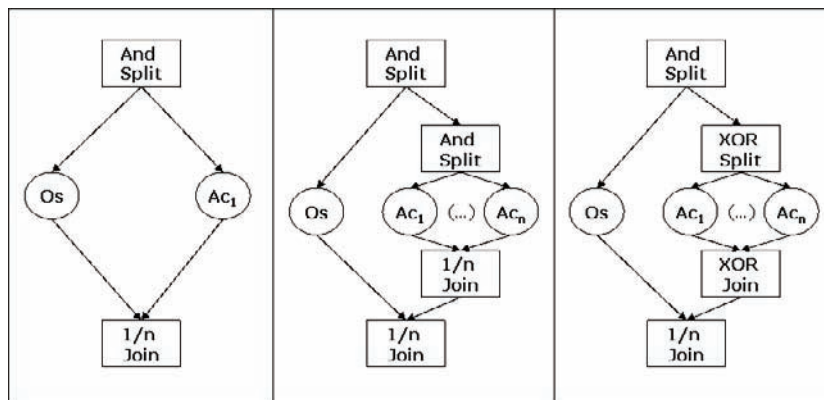 And
Split
Os
Ac1
1/n
Join
And
Split
And
Split
Os
Ac1
(...)
Acn
1/n
Join
1/n
Join
And
Split
XOR
Split
Os
Ac1
(...)
Acn
XOR
Join
1/n
Join